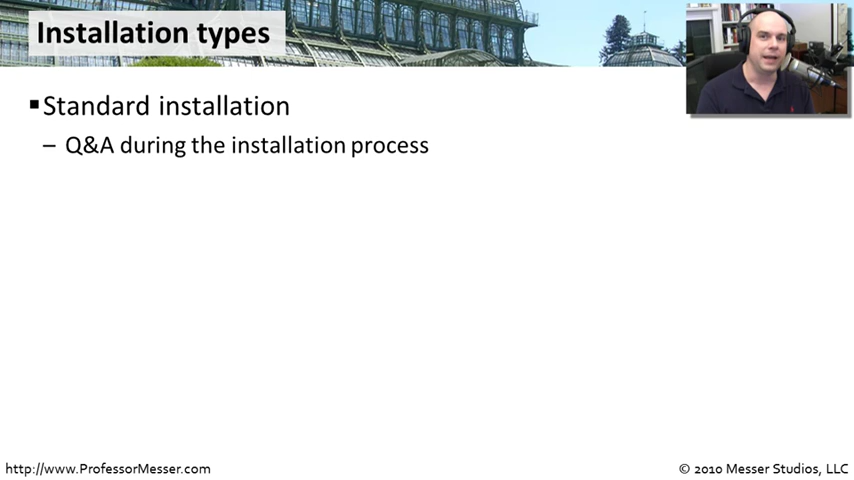 Installation types
▪Standard installation
– Q&A during the installation process
http://www.ProfessorMesser.com
© 2010 Messer Studios, LLC